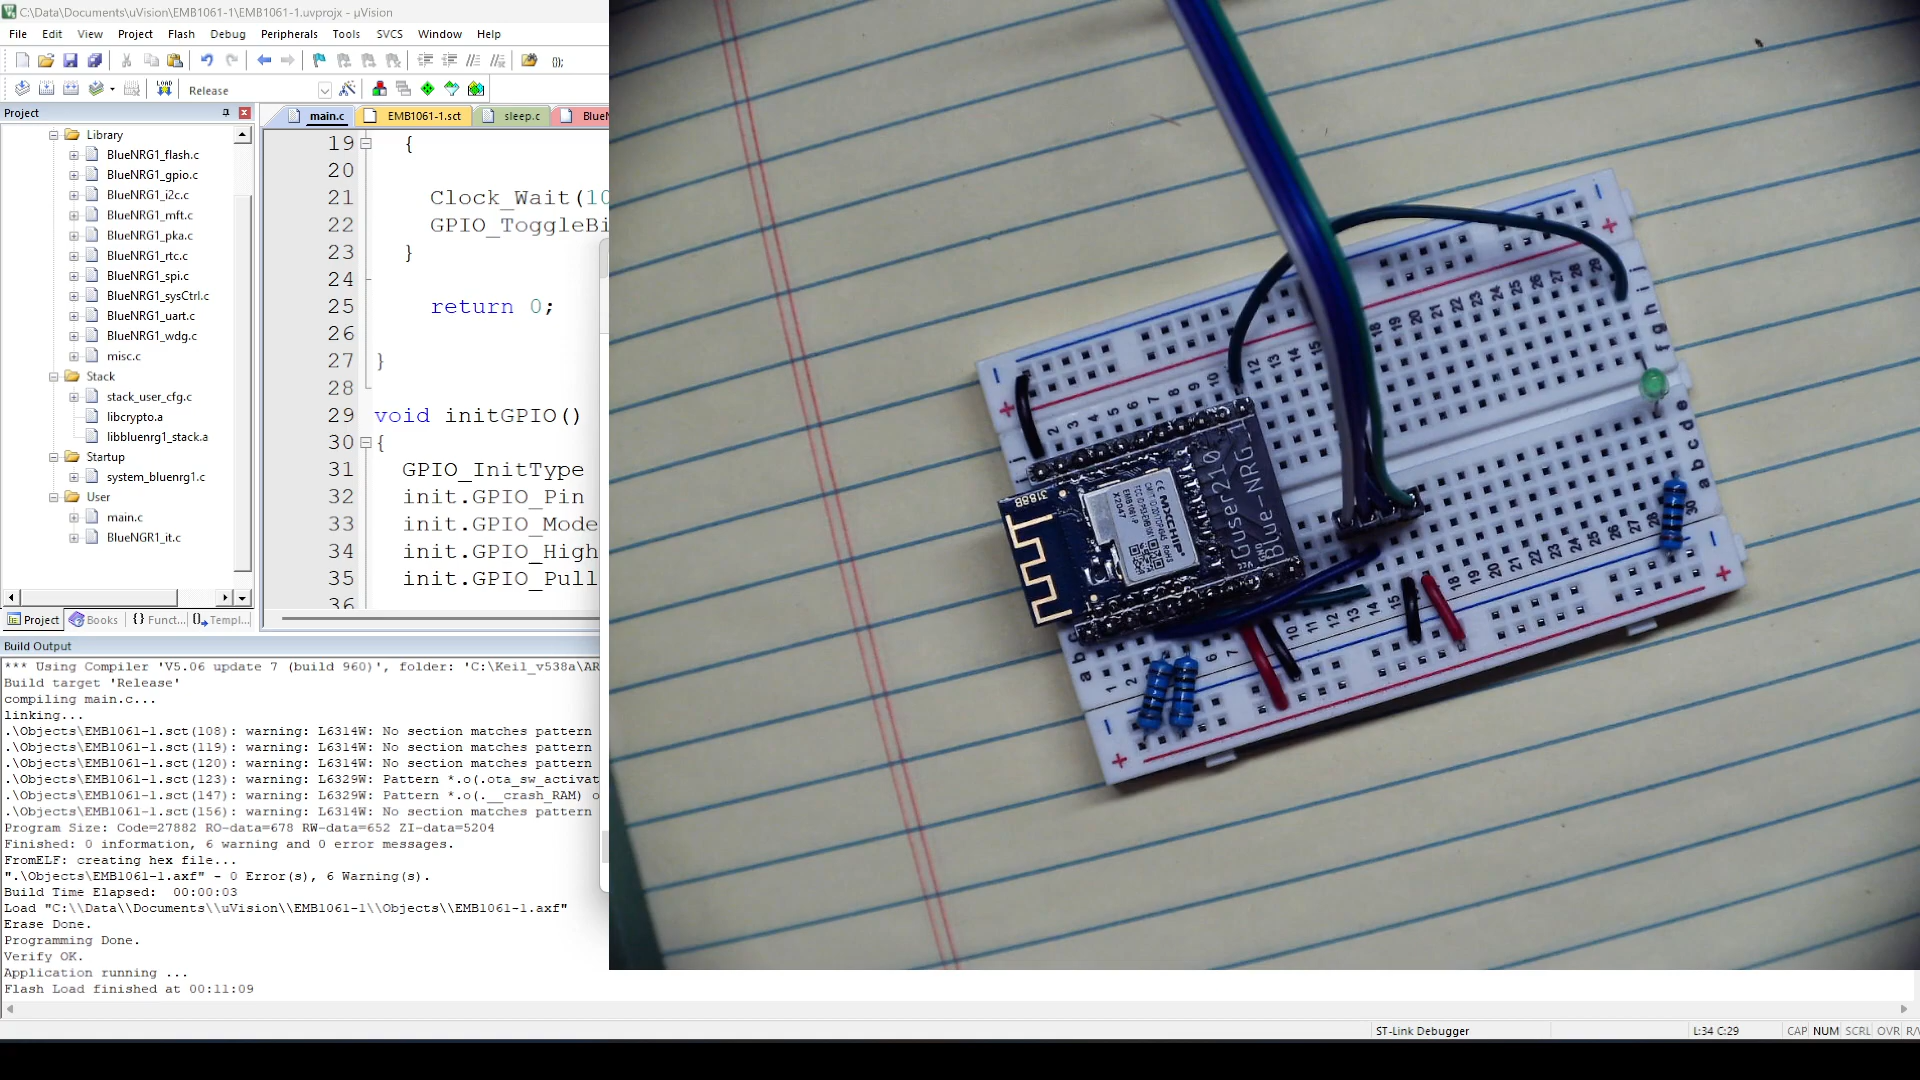 C:\Data\Documents\uVision\EMB1061-1\EMB1061-1.uvprojx - µVision
File Edit View Project Flash Debug Peripherals Tools SVCS Window Help
Release
Project
Library
BlueNRG1_flash.c
BlueNRG1_gpio.c
BlueNRG1_i2c.c
BlueNRG1_mft.c
BlueNRG1_pka.c
BlueNRG1_rtc.c
BlueNRG1_spi.c
BlueNRG1_sysCtrl.c
BlueNRG1_uart.c
BlueNRG1_wdg.c
misc.c
Stack
stack_user_cfg.c
libcrypto.a
libbluenrg1_stack.a
Startup
system_bluenrg1.c
User
main.c
BlueNGR1_it.c
Project Books Funct... Templ...
main.c EMB1061-1.sct sleep.c
19 {
20
21 Clock_Wait(10
22 GPIO_ToggleBi
23 }
24
25 return 0;
26
27 }
28
29 void initGPIO()
30 {
31 GPIO_InitType
32 init.GPIO_Pin
33 init.GPIO_Mode
34 init.GPIO_High
35 init.GPIO_Pull
36
Build Output
*** Using Compiler 'V5.06 update 7 (build 960)', folder: 'C:\Keil_v538a\AR
Build target 'Release'
compiling main.c...
linking...
.\Objects\EMB1061-1.sct(108): warning: L6314W: No section matches pattern
.\Objects\EMB1061-1.sct(119): warning: L6314W: No section matches pattern
.\Objects\EMB1061-1.sct(120): warning: L6314W: No section matches pattern
.\Objects\EMB1061-1.sct(123): warning: L6329W: Pattern *.o(.ota_sw_activat
.\Objects\EMB1061-1.sct(147): warning: L6329W: Pattern *.o(.__crash_RAM) o
.\Objects\EMB1061-1.sct(156): warning: L6314W: No section matches pattern
Program Size: Code=27882 RO-data=678 RW-data=652 ZI-data=5204
Finished: 0 information, 6 warning and 0 error messages.
FromELF: creating hex file...
".\Objects\EMB1061-1.axf" - 0 Error(s), 6 Warning(s).
Build Time Elapsed: 00:00:03
Load "C:\\Data\\Documents\\uVision\\EMB1061-1\\Objects\\EMB1061-1.axf"
Erase Done.
Programming Done.
Verify OK.
Application running ...
Flash Load finished at 00:11:09
ST-Link Debugger L:34 C:29 CAP NUM SCRL OVR
3188B
MXCHIP
EMB1061-P
X2047
Guser210
Blue-NRG
Vcc